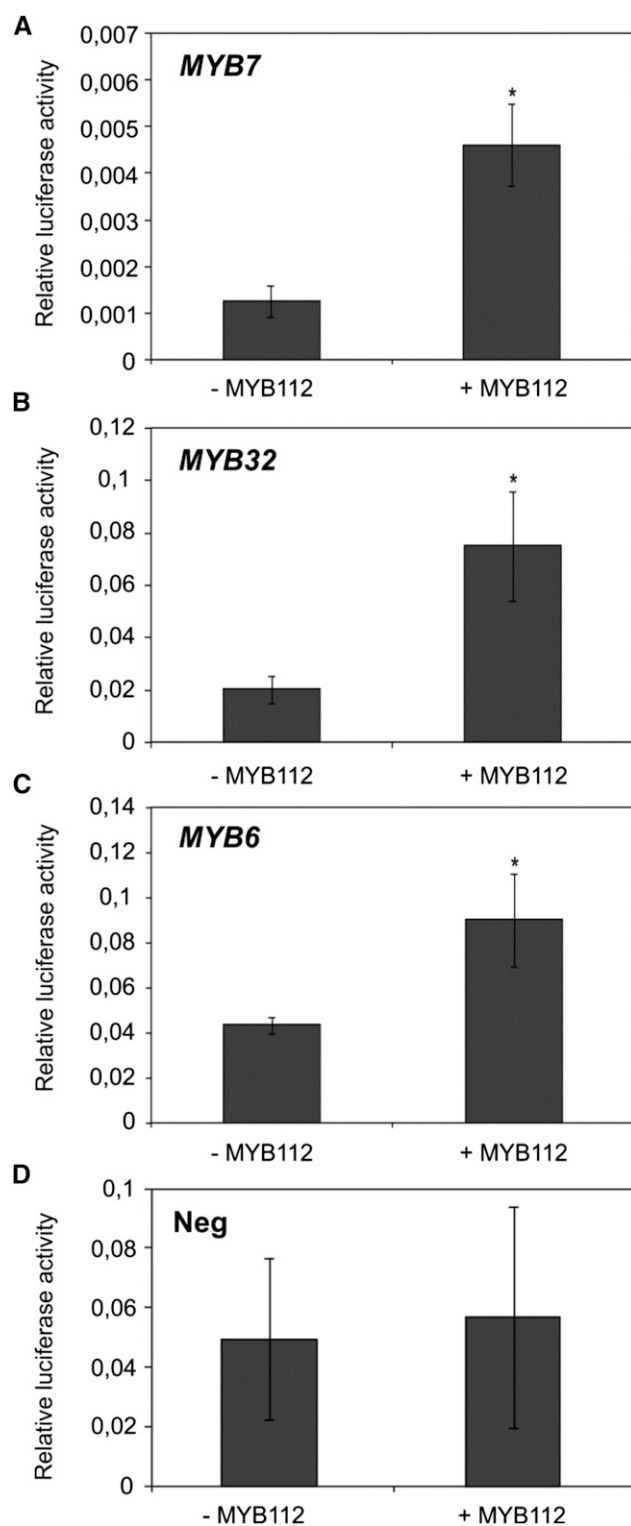 A
Relative luciferase activity
0,007
0,006
0,005
0,004
0,003
0,002
0,001
0
MYB7
*
- MYB112
+ MYB112
B
Relative luciferase activity
0,12
0,1
0,08
0,06
0,04
0,02
0
MYB32
*
- MYB112
+ MYB112
C
Relative luciferase activity
0,14
0,12
0,1
0,08
0,06
0,04
0,02
0
MYB6
*
- MYB112
+ MYB112
D
Relative luciferase activity
0,1
0,08
0,06
0,04
0,02
0
Neg
- MYB112
+ MYB112